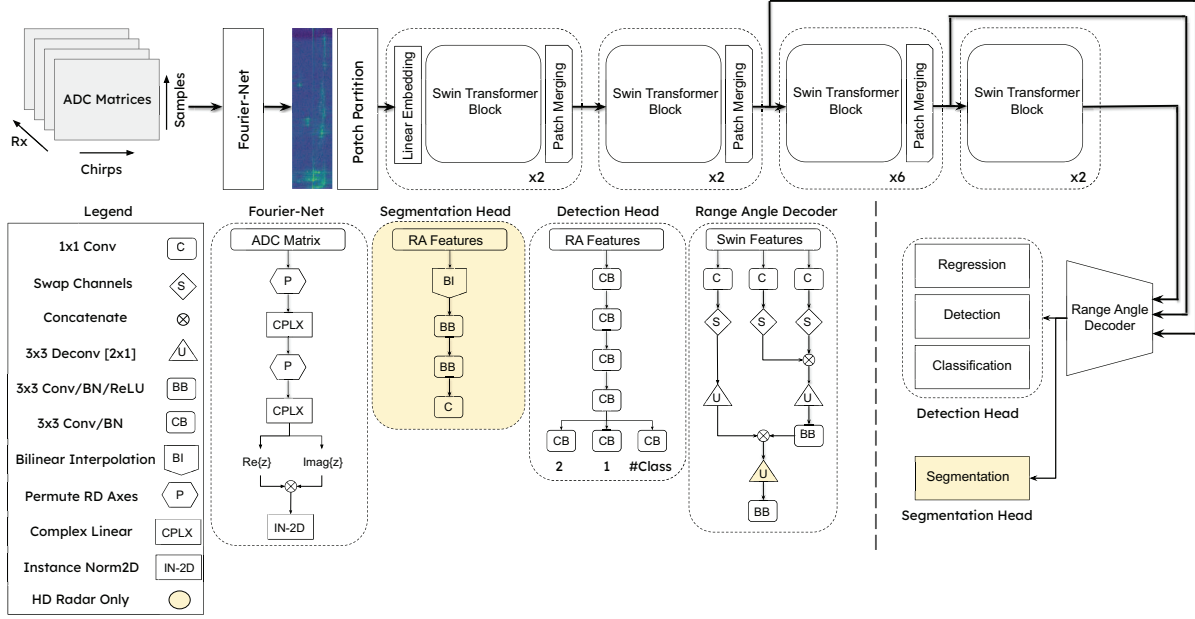 ADC Matrices
Samples
Rx
Chirps
Fourier-Net
Patch Partition
Linear Embedding
Swin Transformer
Block
Patch Merging
x2
Swin Transformer
Block
Patch Merging
x2
Swin Transformer
Block
Patch Merging
x6
Swin Transformer
Block
x2
Legend
1x1 Conv
C
Swap Channels
S
Concatenate
3x3 Deconv [2x1]
U
3x3 Conv/BN/ReLU
BB
3x3 Conv/BN
CB
Bilinear Interpolation
BI
Permute RD Axes
P
Complex Linear
CPLX
Instance Norm2D
IN-2D
HD Radar Only
Fourier-Net
ADC Matrix
P
CPLX
P
CPLX
Re{z}
Imag{z}
IN-2D
Segmentation Head
RA Features
BI
BB
BB
C
Detection Head
RA Features
CB
CB
CB
CB
CB
CB
CB
2
1
#Class
Range Angle Decoder
Swin Features
C
C
C
S
S
S
U
U
BB
U
BB
Regression
Detection
Classification
Detection Head
Range Angle
Decoder
Segmentation
Segmentation Head